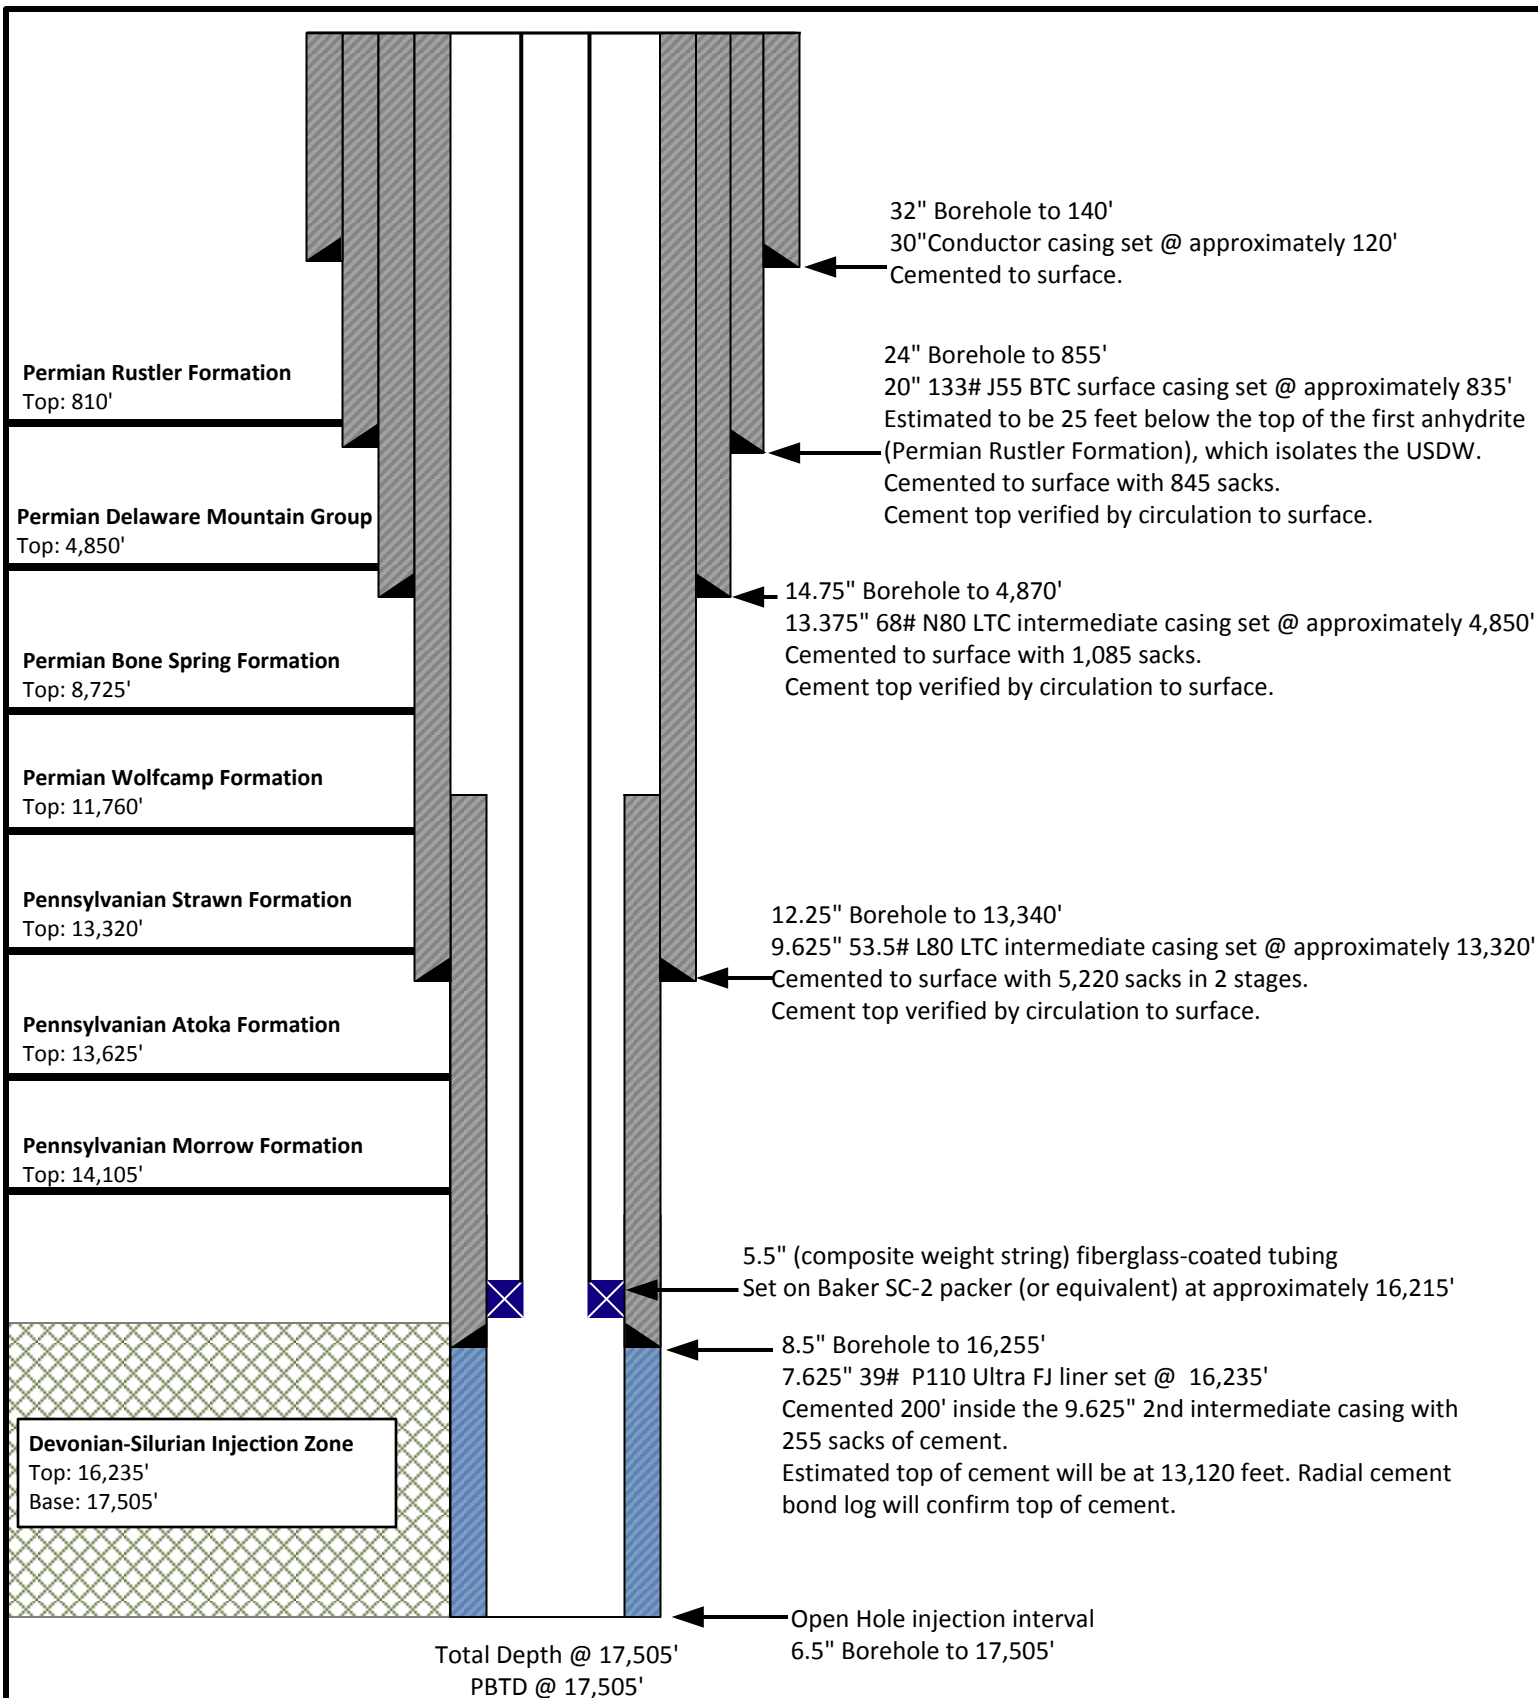 32" Borehole to 140'
30"Conductor casing set @ approximately 120'
Cemented to surface.
Permian Rustler Formation
Top: 810'
24" Borehole to 855'
20" 133# J55 BTC surface casing set @ approximately 835'
Estimated to be 25 feet below the top of the first anhydrite
(Permian Rustler Formation), which isolates the USDW.
Cemented to surface with 845 sacks.
Cement top verified by circulation to surface.
Permian Delaware Mountain Group
Top: 4,850'
14.75" Borehole to 4,870'
13.375" 68# N80 LTC intermediate casing set @ approximately 4,850'
Cemented to surface with 1,085 sacks.
Cement top verified by circulation to surface.
Permian Bone Spring Formation
Top: 8,725'
Permian Wolfcamp Formation
Top: 11,760'
Pennsylvanian Strawn Formation
Top: 13,320'
12.25" Borehole to 13,340'
9.625" 53.5# L80 LTC intermediate casing set @ approximately 13,320'
Cemented to surface with 5,220 sacks in 2 stages.
Cement top verified by circulation to surface.
Pennsylvanian Atoka Formation
Top: 13,625'
Pennsylvanian Morrow Formation
Top: 14,105'
5.5" (composite weight string) fiberglass-coated tubing
Set on Baker SC-2 packer (or equivalent) at approximately 16,215'
8.5" Borehole to 16,255'
7.625" 39#  P110 Ultra FJ liner set @  16,235'
Cemented 200' inside the 9.625" 2nd intermediate casing with
255 sacks of cement.
Estimated top of cement will be at 13,120 feet. Radial cement
bond log will confirm top of cement.
Devonian-Silurian Injection Zone
Top: 16,235'
Base: 17,505'
Open Hole injection interval
6.5" Borehole to 17,505'
Total Depth @ 17,505'
PBTD @ 17,505'